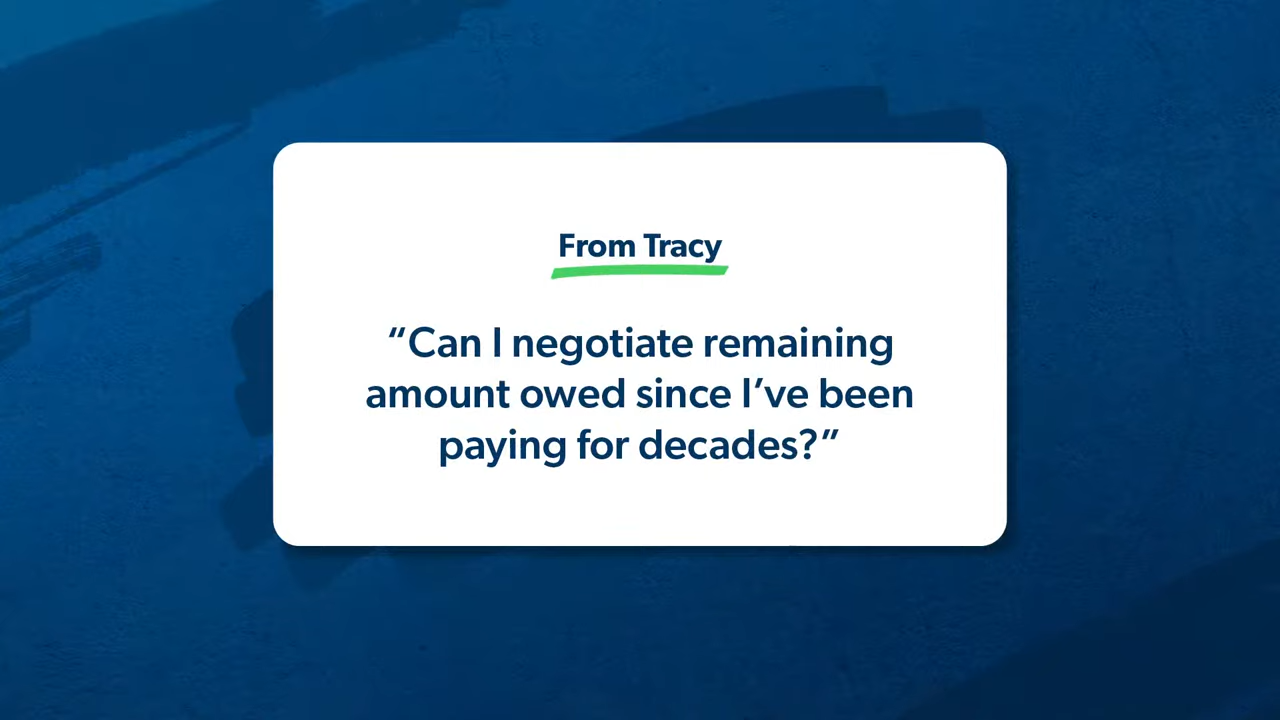 From Tracy
“Can I negotiate remaining
amount owed since I’ve been
paying for decades?”